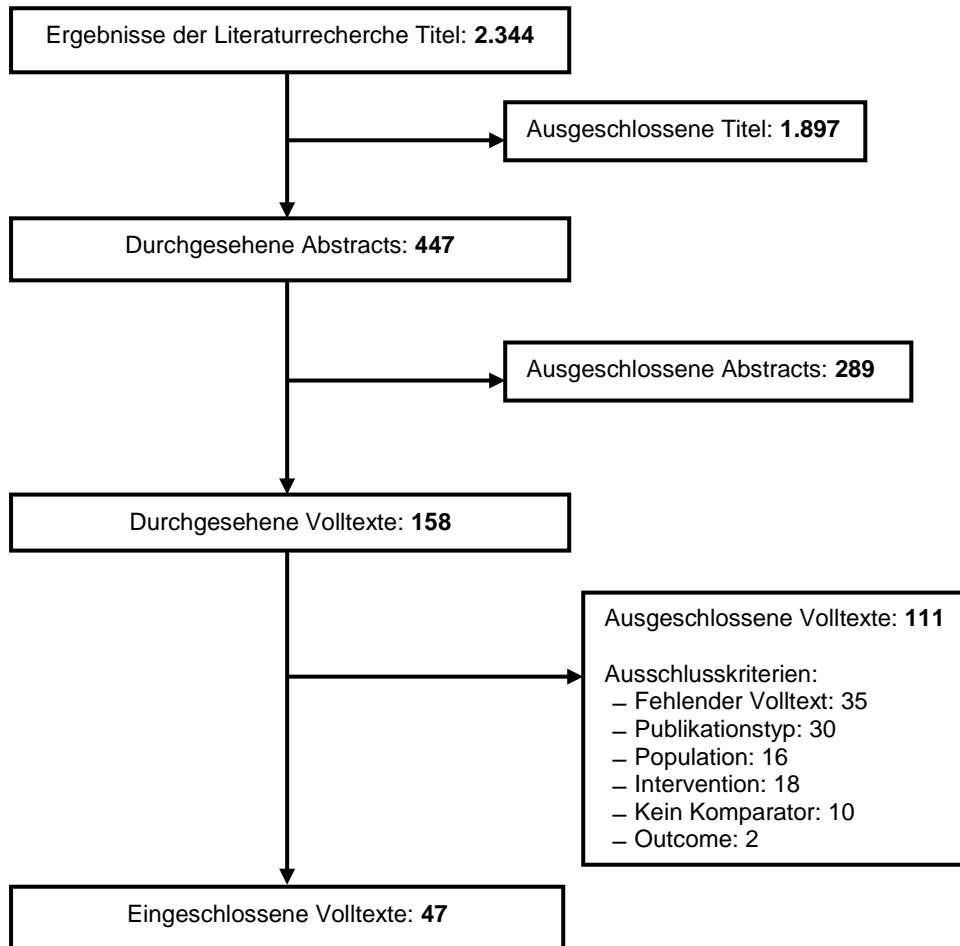 Ergebnisse der Literaturrecherche Titel: 2.344
Ausgeschlossene Titel: 1.897
Durchgesehene Abstracts: 447
Ausgeschlossene Abstracts: 289
Durchgesehene Volltexte: 158
Ausgeschlossene Volltexte: 111
Ausschlusskriterien:
– Fehlender Volltext: 35
– Publikationstyp: 30
– Population: 16
– Intervention: 18
– Kein Komparator: 10
– Outcome: 2
Eingeschlossene Volltexte: 47